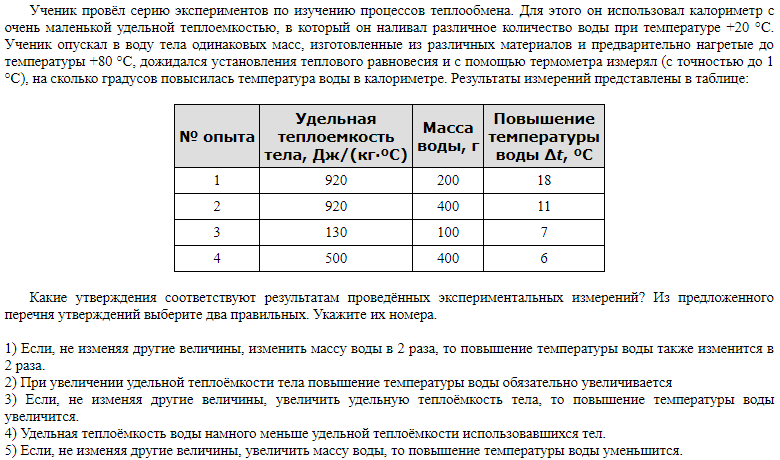 Ученик провёл серию экспериментов по изучению процессов теплообмена. Для этого он использовал калориметр с
очень маленькой удельной теплоемкостью, в который он наливал различное количество воды при температуре +20 °С.
Ученик опускал в воду тела одинаковых масс, изготовленные из различных материалов и предварительно нагретые до
температуры +80 °С, дожидался установления теплового равновесия и с помощью термометра измерял (с точностью до 1
°С), на сколько градусов повысилась температура воды в калориметре. Результаты измерений представлены в таблице:
№ опыта | Удельная теплоемкость тела, Дж/(кг·ºС) | Масса воды, г | Повышение температуры воды Δt, ºС
1 | 920 | 200 | 18
2 | 920 | 400 | 11
3 | 130 | 100 | 7
4 | 500 | 400 | 6
Какие утверждения соответствуют результатам проведённых экспериментальных измерений? Из предложенного
перечня утверждений выберите два правильных. Укажите их номера.
1) Если, не изменяя другие величины, изменить массу воды в 2 раза, то повышение температуры воды также изменится в
2 раза.
2) При увеличении удельной теплоёмкости тела повышение температуры воды обязательно увеличивается
3) Если, не изменяя другие величины, увеличить удельную теплоёмкость тела, то повышение температуры воды
увеличится.
4) Удельная теплоёмкость воды намного меньше удельной теплоёмкости использовавшихся тел.
5) Если, не изменяя другие величины, увеличить массу воды, то повышение температуры воды уменьшится.